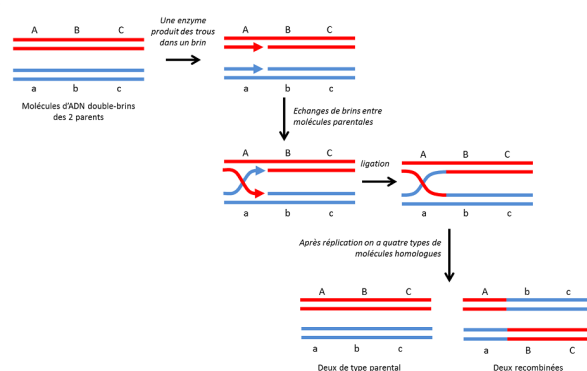 A B C
a b c
Molécules d'ADN double-brins
des 2 parents
Une enzyme
produit des trous
dans un brin
A B C
a b c
Echanges de brins entre
molécules parentales
A B C
a b c
ligation
A B C
a b c
Après réplication on a quatre types de
molécules homologues
A B C
a b c
Deux de type parental
A b c
a B C
Deux recombinées